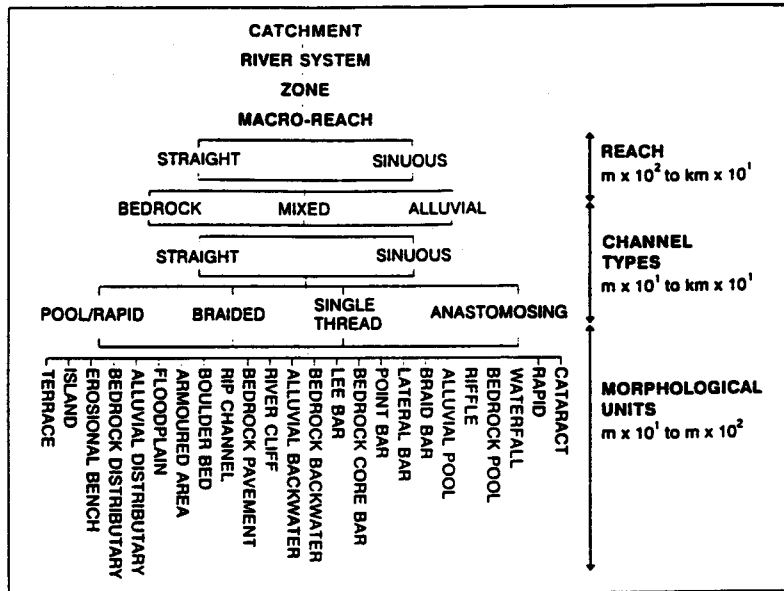 CATCHMENT
RIVER SYSTEM
ZONE
MACRO-REACH
STRAIGHT SINUOUS
REACH
m x 10² to km x 10¹
BEDROCK MIXED ALLUVIAL
STRAIGHT SINUOUS
CHANNEL
TYPES
m x 10¹ to km x 10¹
POOL/RAPID BRAIDED SINGLE THREAD ANASTOMOSING
MORPHOLOGICAL
UNITS
m x 10¹ to m x 10²
TERRACE
ISLAND
EROSIONAL BENCH
BEDROCK DISTRIBUTARY
ALLUVIAL DISTRIBUTARY
FLOODPLAIN
ARMOURED AREA
BOULDER BED
RIP CHANNEL
BEDROCK PAVEMENT
RIVER CLIFF
ALLUVIAL BACKWATER
BEDROCK BACKWATER
LEE BAR
BEDROCK CORE BAR
POINT BAR
LATERAL BAR
BRAID BAR
ALLUVIAL POOL
RIFFLE
BEDROCK POOL
WATERFALL
RAPID
CATARACT